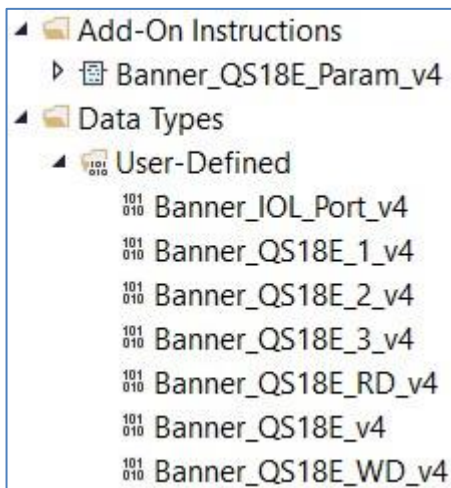 Add-On Instructions
Banner_QS18E_Param_v4
Data Types
User-Defined
Banner_IOL_Port_v4
Banner_QS18E_1_v4
Banner_QS18E_2_v4
Banner_QS18E_3_v4
Banner_QS18E_RD_v4
Banner_QS18E_v4
Banner_QS18E_WD_v4